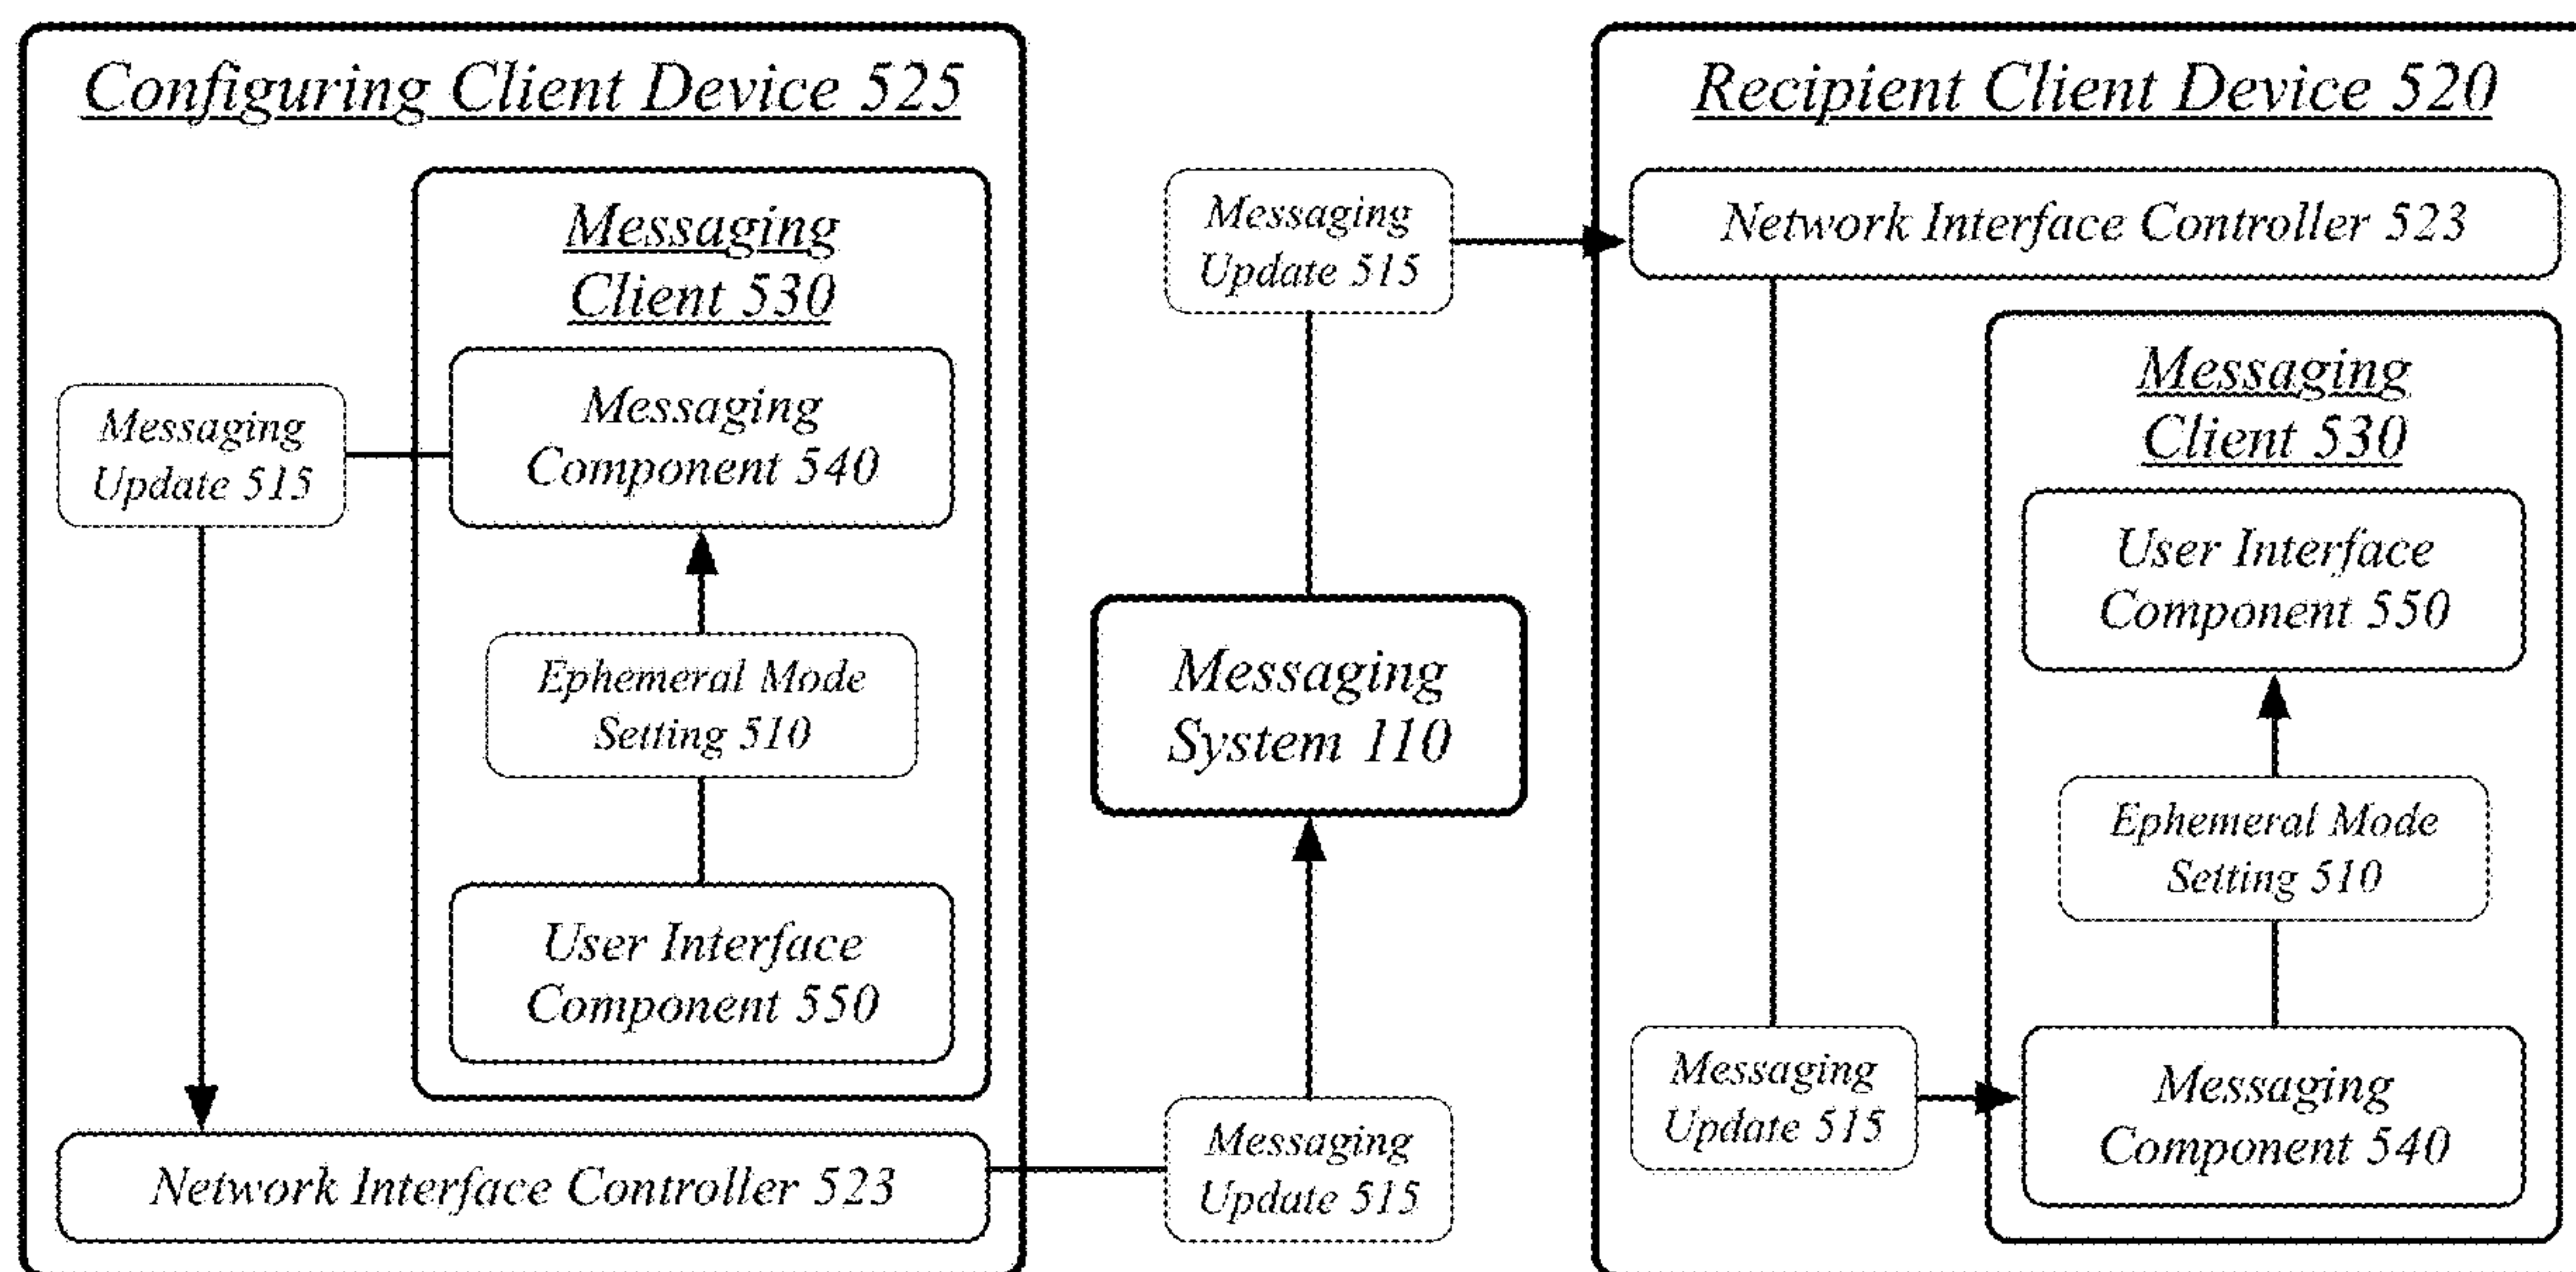 Configuring Client Device 525
Messaging
Client 530
Messaging
Component 540
Messaging
Update 515
Ephemeral Mode
Setting 510
User Interface
Component 550
Network Interface Controller 523
Messaging
Update 515
Messaging
System 110
Messaging
Update 515
Recipient Client Device 520
Network Interface Controller 523
Messaging
Client 530
User Interface
Component 550
Ephemeral Mode
Setting 510
Messaging
Update 515
Messaging
Component 540